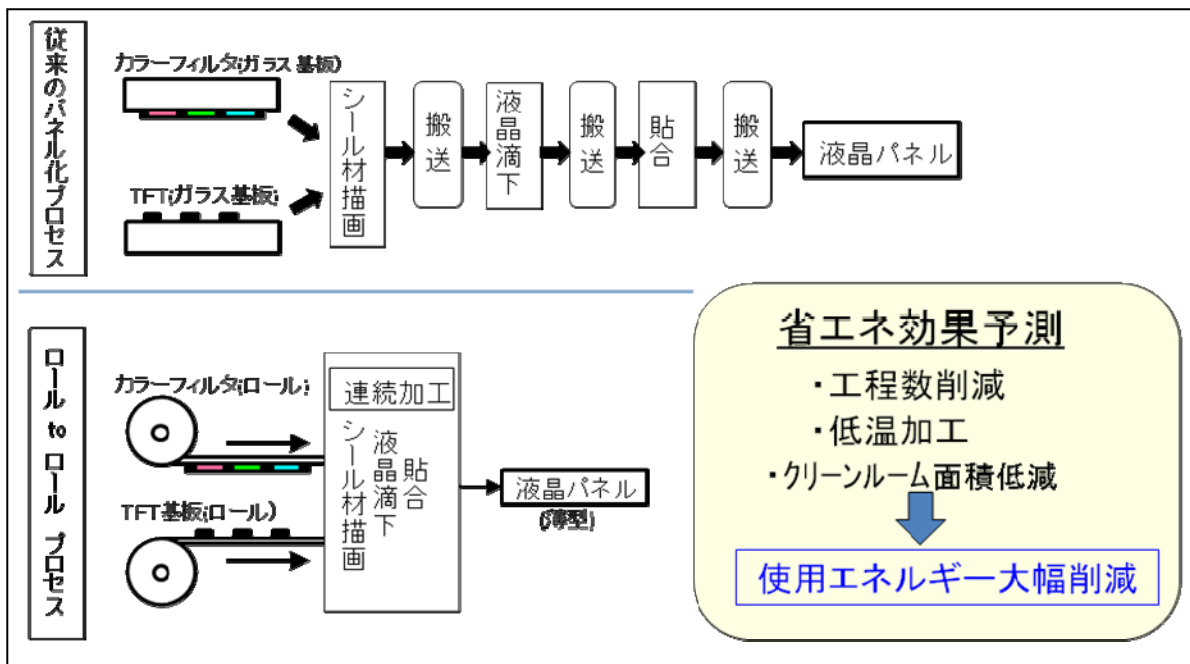 従来のパネル化プロセス
カラーフィルタ(ガラス基板)
TFT(ガラス基板)
シール材描画
搬送
液晶滴下
搬送
貼合
搬送
液晶パネル
ロール to ロール プロセス
カラーフィルタ(ロール)
TFT基板(ロール)
連続加工
シール材描画
液晶滴下
貼合
液晶パネル
(薄型)
省エネ効果予測
・工程数削減
・低温加工
・クリーンルーム面積低減
使用エネルギー大幅削減